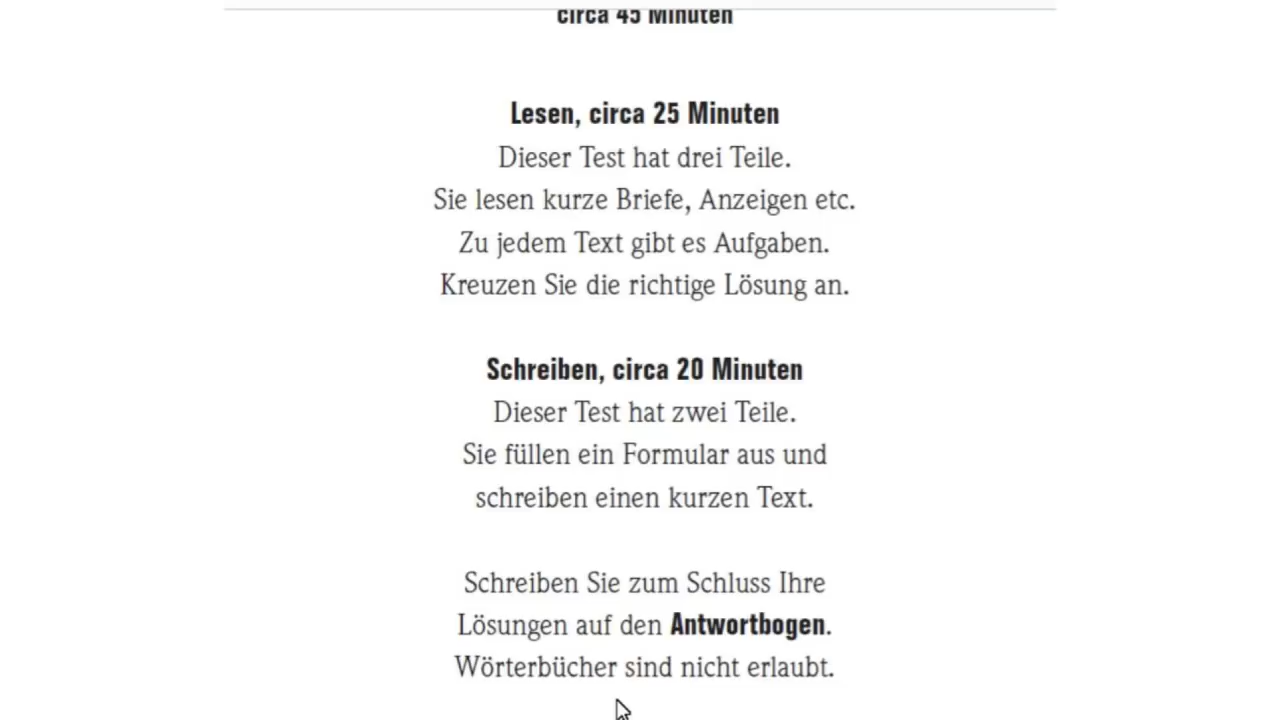 circa 45 Minuten
Lesen, circa 25 Minuten
Dieser Test hat drei Teile.
Sie lesen kurze Briefe, Anzeigen etc.
Zu jedem Text gibt es Aufgaben.
Kreuzen Sie die richtige Lösung an.
Schreiben, circa 20 Minuten
Dieser Test hat zwei Teile.
Sie füllen ein Formular aus und
schreiben einen kurzen Text.
Schreiben Sie zum Schluss Ihre
Lösungen auf den Antwortbogen.
Wörterbücher sind nicht erlaubt.